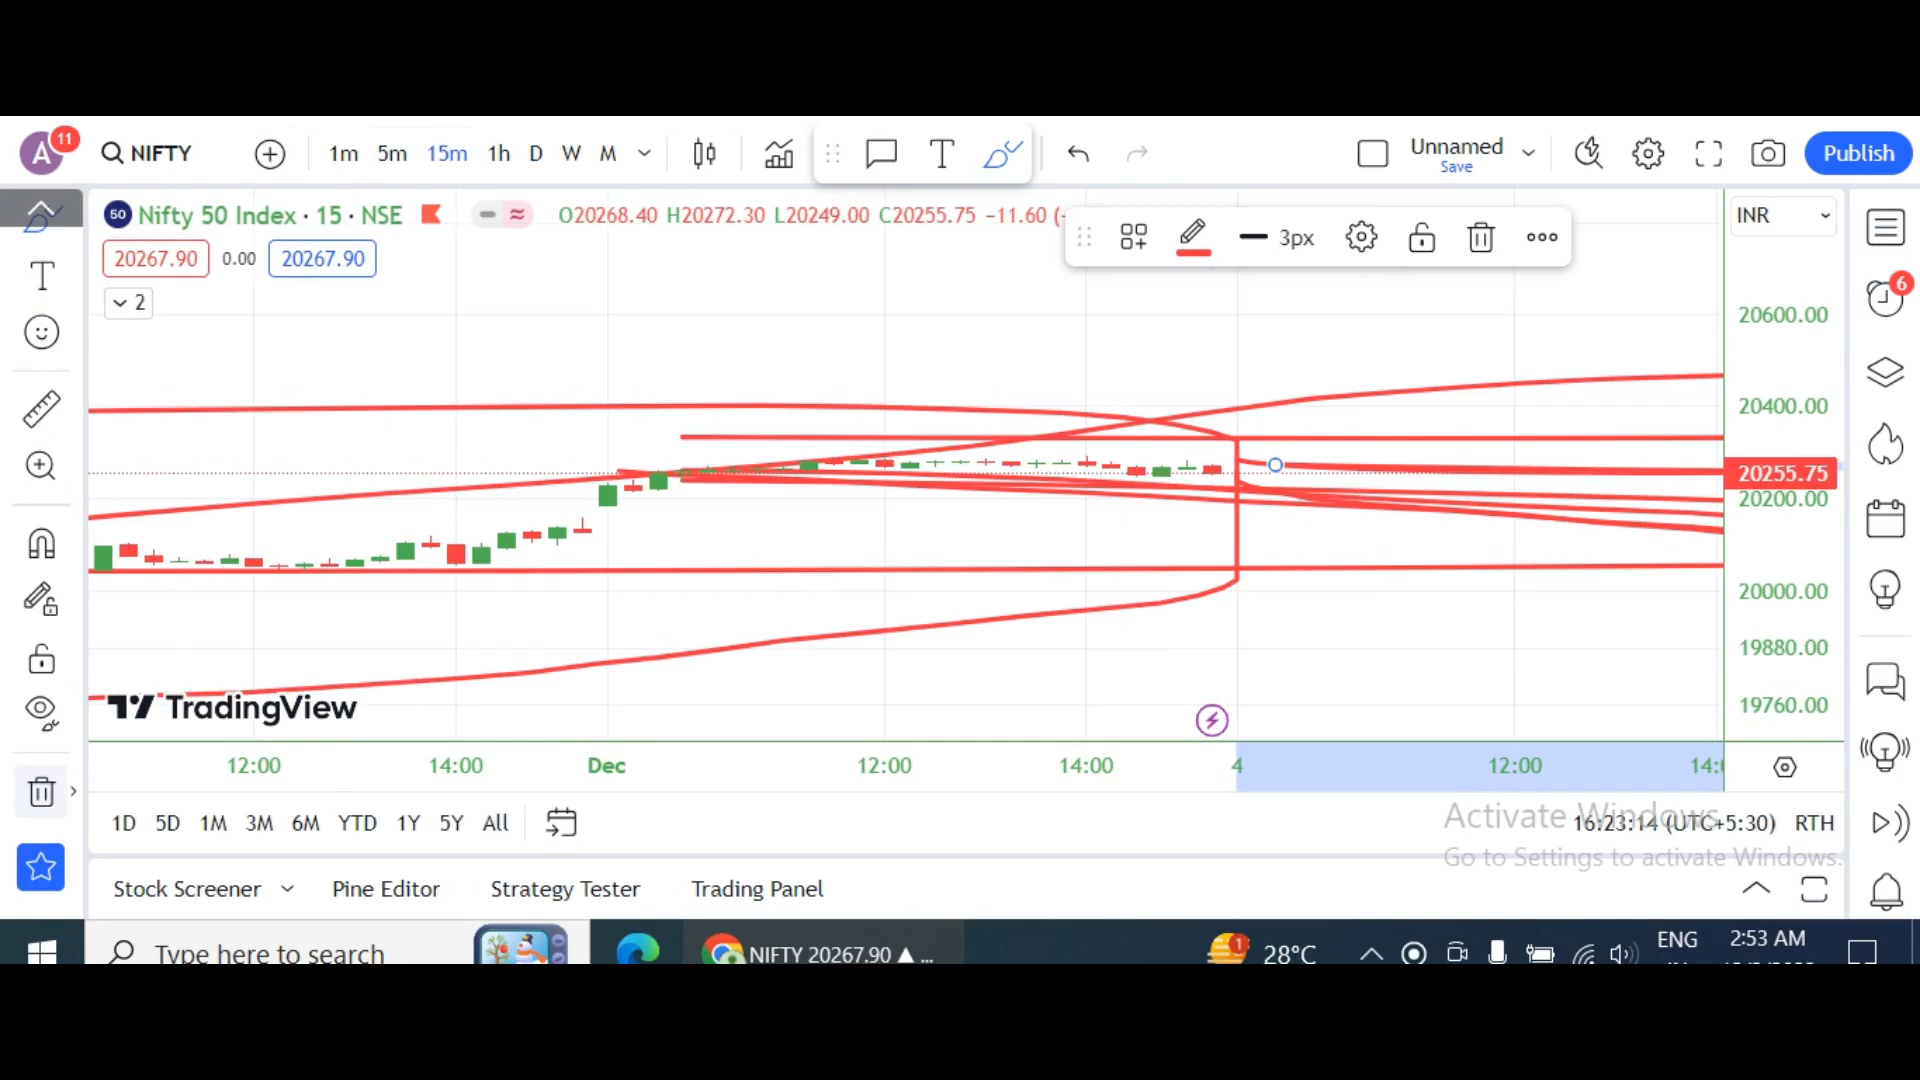 A 11 NIFTY 1m 5m 15m 1h D W M T Unnamed Publish
Save
50 Nifty 50 Index · 15 · NSE O20268.40 H20272.30 L20249.00 C20255.75 −11.60 ( INR
3px
20267.90 0.00 20267.90
2
T
6
20600.00
20400.00
20255.75
20200.00
20000.00
19880.00
19760.00
TradingView
12:00 14:00 Dec 12:00 14:00 4 12:00 14:
1D 5D 1M 3M 6M YTD 1Y 5Y All 16:23:14 (UTC+5:30) RTH
Activate Windows
Go to Settings to activate Windows.
Stock Screener Pine Editor Strategy Tester Trading Panel
Type here to search NIFTY 20267.90 ▲ ... 1 28°C ENG 2:53 AM